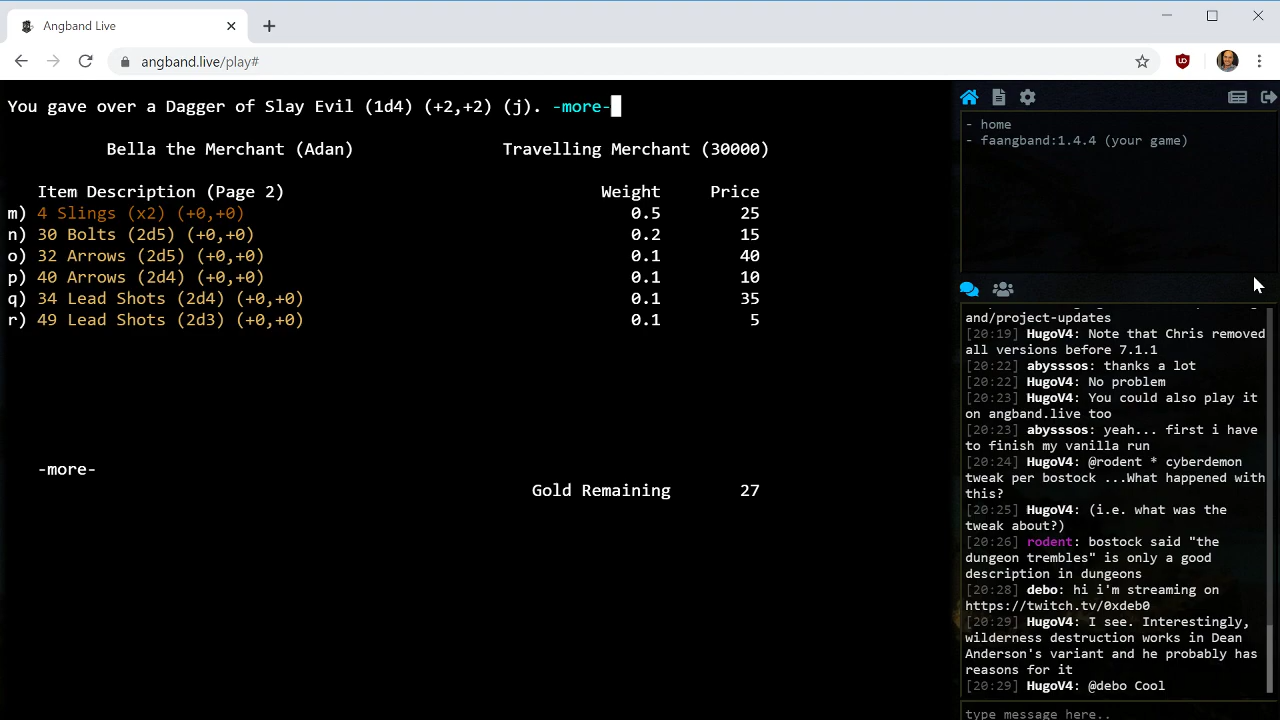 Angband Live
angband.live/play#
You gave over a Dagger of Slay Evil (1d4) (+2,+2) (j). -more-
Bella the Merchant (Adan) Travelling Merchant (30000)
Item Description (Page 2) Weight Price
m) 4 Slings (x2) (+0,+0) 0.5 25
n) 30 Bolts (2d5) (+0,+0) 0.2 15
o) 32 Arrows (2d5) (+0,+0) 0.1 40
p) 40 Arrows (2d4) (+0,+0) 0.1 10
q) 34 Lead Shots (2d4) (+0,+0) 0.1 35
r) 49 Lead Shots (2d3) (+0,+0) 0.1 5
-more-
Gold Remaining 27
- home
- faangband:1.4.4 (your game)
and/project-updates
[20:19] HugoV4: Note that Chris removed
all versions before 7.1.1
[20:22] abysssos: thanks a lot
[20:22] HugoV4: No problem
[20:23] HugoV4: You could also play it
on angband.live too
[20:23] abysssos: yeah... first i have
to finish my vanilla run
[20:24] HugoV4: @rodent * cyberdemon
tweak per bostock ...What happened with
this?
[20:25] HugoV4: (i.e. what was the
tweak about?)
[20:26] rodent: bostock said "the
dungeon trembles" is only a good
description in dungeons
[20:28] debo: hi i'm streaming on
https://twitch.tv/0xdeb0
[20:29] HugoV4: I see. Interestingly,
wilderness destruction works in Dean
Anderson's variant and he probably has
reasons for it
[20:29] HugoV4: @debo Cool
type message here..